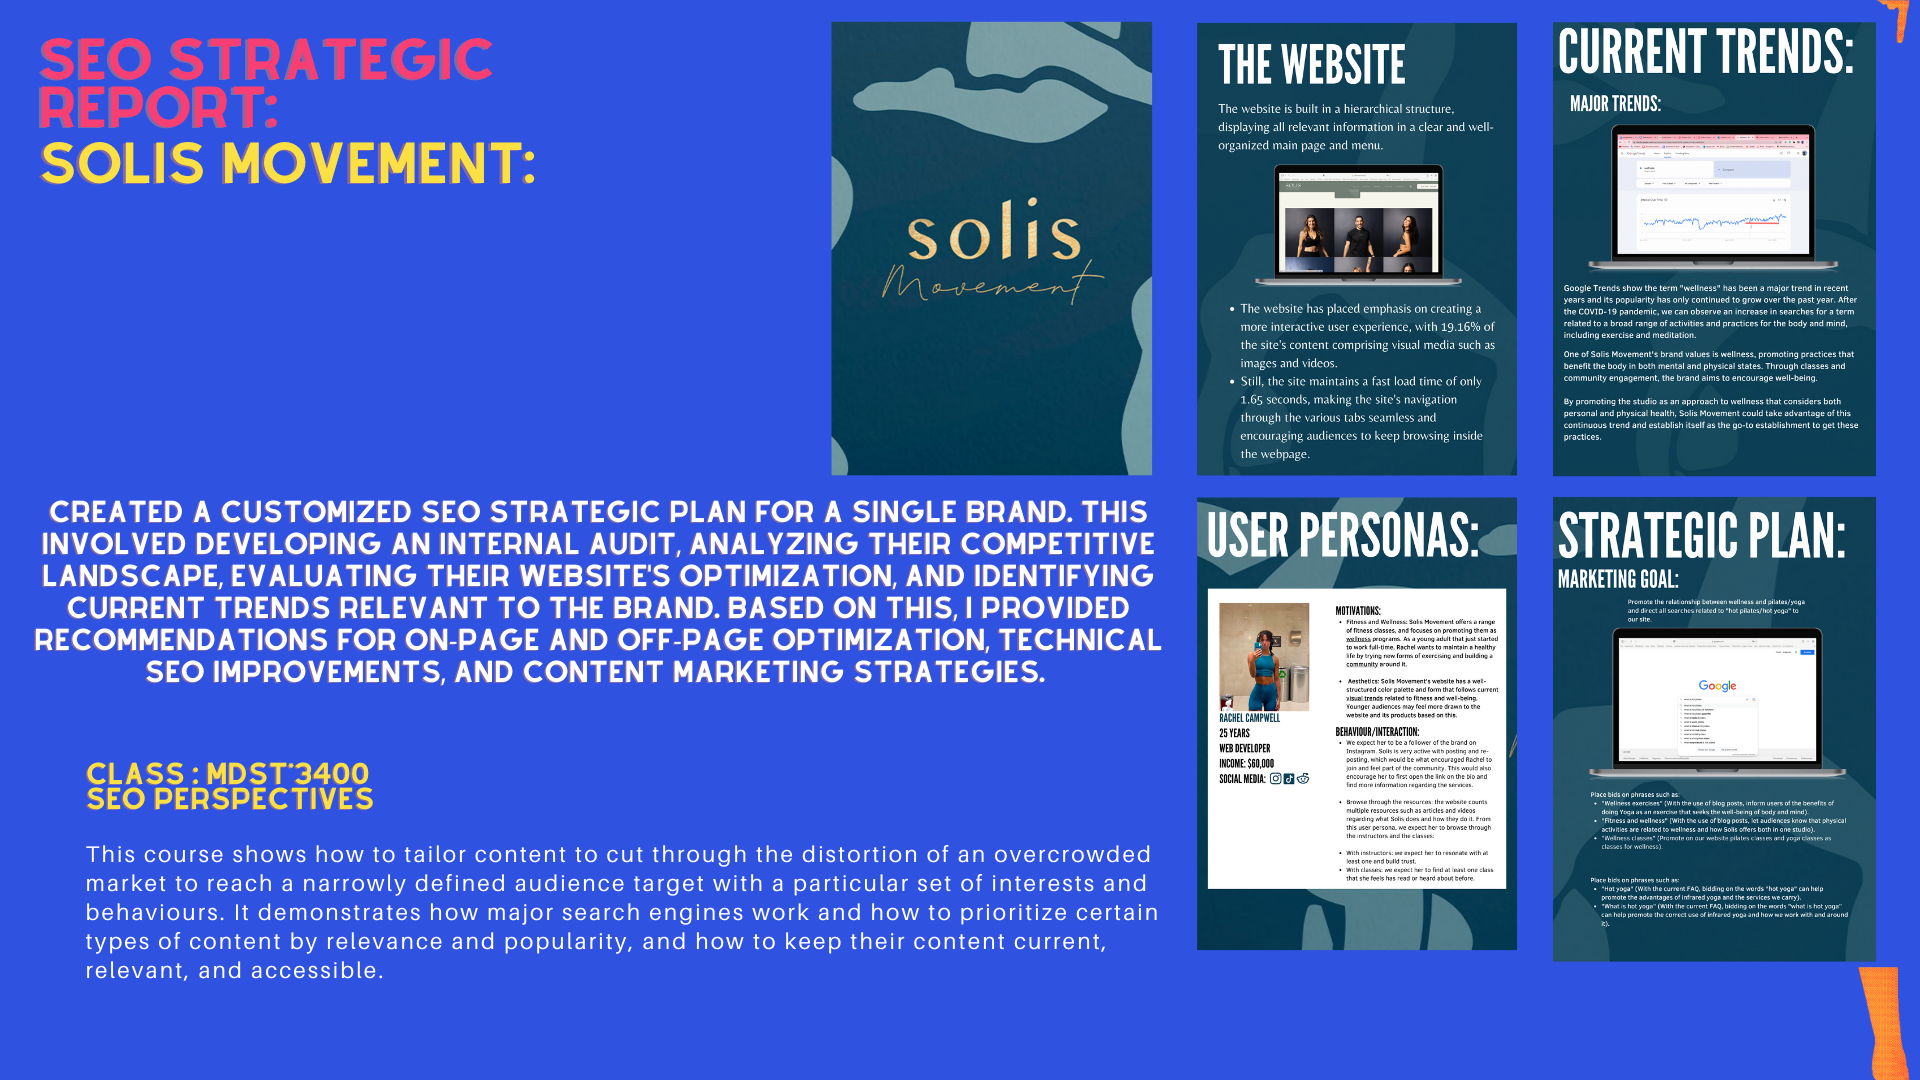 SEO STRATEGIC
REPORT:
SOLIS MOVEMENT:
solis
Movement
THE WEBSITE
The website is built in a hierarchical structure,
displaying all relevant information in a clear and well-
organized main page and menu.
The website has placed emphasis on creating a
more interactive user experience, with 19.16% of
the site's content comprising visual media such as
images and videos.
Still, the site maintains a fast load time of only
1.65 seconds, making the site's navigation
through the various tabs seamless and
encouraging audiences to keep browsing inside
the webpage.
CURRENT TRENDS:
MAJOR TRENDS:
Google Trends show the term "wellness" has been a major trend in recent
years and its popularity has only continued to grow over the past year. After
the COVID-19 pandemic, we can observe an increase in searches for a term
related to a broad range of activities and practices for the body and mind,
including exercise and meditation.
One of Solis Movement's brand values is wellness, promoting practices that
benefit the body in both mental and physical states. Through classes and
community engagement, the brand aims to encourage well-being.
By promoting the studio as an approach to wellness that considers both
personal and physical health, Solis Movement could take advantage of this
continuous trend and establish itself as the go-to establishment to get these
practices.
CREATED A CUSTOMIZED SEO STRATEGIC PLAN FOR A SINGLE BRAND. THIS
INVOLVED DEVELOPING AN INTERNAL AUDIT, ANALYZING THEIR COMPETITIVE
LANDSCAPE, EVALUATING THEIR WEBSITE'S OPTIMIZATION, AND IDENTIFYING
CURRENT TRENDS RELEVANT TO THE BRAND. BASED ON THIS, I PROVIDED
RECOMMENDATIONS FOR ON-PAGE AND OFF-PAGE OPTIMIZATION, TECHNICAL
SEO IMPROVEMENTS, AND CONTENT MARKETING STRATEGIES.
CLASS : MDST 3400
SEO PERSPECTIVES
This course shows how to tailor content to cut through the distortion of an overcrowded
market to reach a narrowly defined audience target with a particular set of interests and
behaviours. It demonstrates how major search engines work and how to prioritize certain
types of content by relevance and popularity, and how to keep their content current,
relevant, and accessible.
USER PERSONAS:
RACHEL CAMPWELL
25 YEARS
WEB DEVELOPER
INCOME: $60,000
SOCIAL MEDIA:
MOTIVATIONS:
Fitness and Wellness: Solis Movement offers a range
of fitness classes, and focuses on promoting them as
wellness programs. As a young adult that just started
to work full-time, Rachel wants to maintain a healthy
life by trying new forms of exercising and building a
community around it.
Aesthetics: Solis Movement's website has a well-
structured color palette and form that follows current
visual trends related to fitness and well-being.
Younger audiences may feel more drawn to the
website and its products based on this.
BEHAVIOUR/INTERACTION:
We expect her to be a follower of the brand on
Instagram. Solis is very active with posting and re-
posting, which would be what encouraged Rachel to
join and feel part of the community. This would also
encourage her to first open the link on the bio and
find more information regarding the services.
Browse through the resources: the website counts
multiple resources such as articles and videos
regarding what Solis does and how they do it. From
this user persona, we expect her to browse through
the instructors and the classes:
With instructors: we expect her to resonate with at
least one and build trust.
With classes: we expect her to find at least one class
that she feels has read or heard about before.
STRATEGIC PLAN:
MARKETING GOAL:
Promote the relationship between wellness and pilates/yoga
and direct all searches related to "hot pilates/hot yoga" to
our site.
Google
Place bids on phrases such as:
"Wellness exercises" (With the use of blog posts, inform users of the benefits of
doing Yoga as an exercise that seeks the well-being of body and mind).
"Fitness and wellness" (With the use of blog posts, let audiences know that physical
activities are related to wellness and how Solis offers both in one studio).
"Wellness classes" (Promote on our website pilates classes and yoga classes as
classes for wellness).
Place bids on phrases such as:
"Hot yoga" (With the current FAQ, bidding on the words "hot yoga" can help
promote the advantages of infrared yoga and the services we carry).
"What is hot yoga" (With the current FAQ, bidding on the words "what is hot yoga"
can help promote the correct use of infrared yoga and how we work with and around
it).